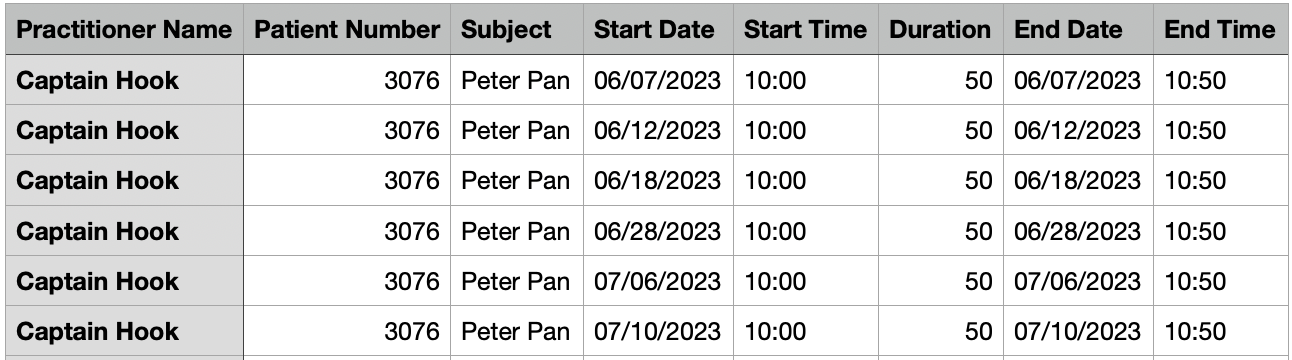 Practitioner Name Patient Number Subject Start Date Start Time Duration End Date End Time
Captain Hook 3076 Peter Pan 06/07/2023 10:00 50 06/07/2023 10:50
Captain Hook 3076 Peter Pan 06/12/2023 10:00 50 06/12/2023 10:50
Captain Hook 3076 Peter Pan 06/18/2023 10:00 50 06/18/2023 10:50
Captain Hook 3076 Peter Pan 06/28/2023 10:00 50 06/28/2023 10:50
Captain Hook 3076 Peter Pan 07/06/2023 10:00 50 07/06/2023 10:50
Captain Hook 3076 Peter Pan 07/10/2023 10:00 50 07/10/2023 10:50